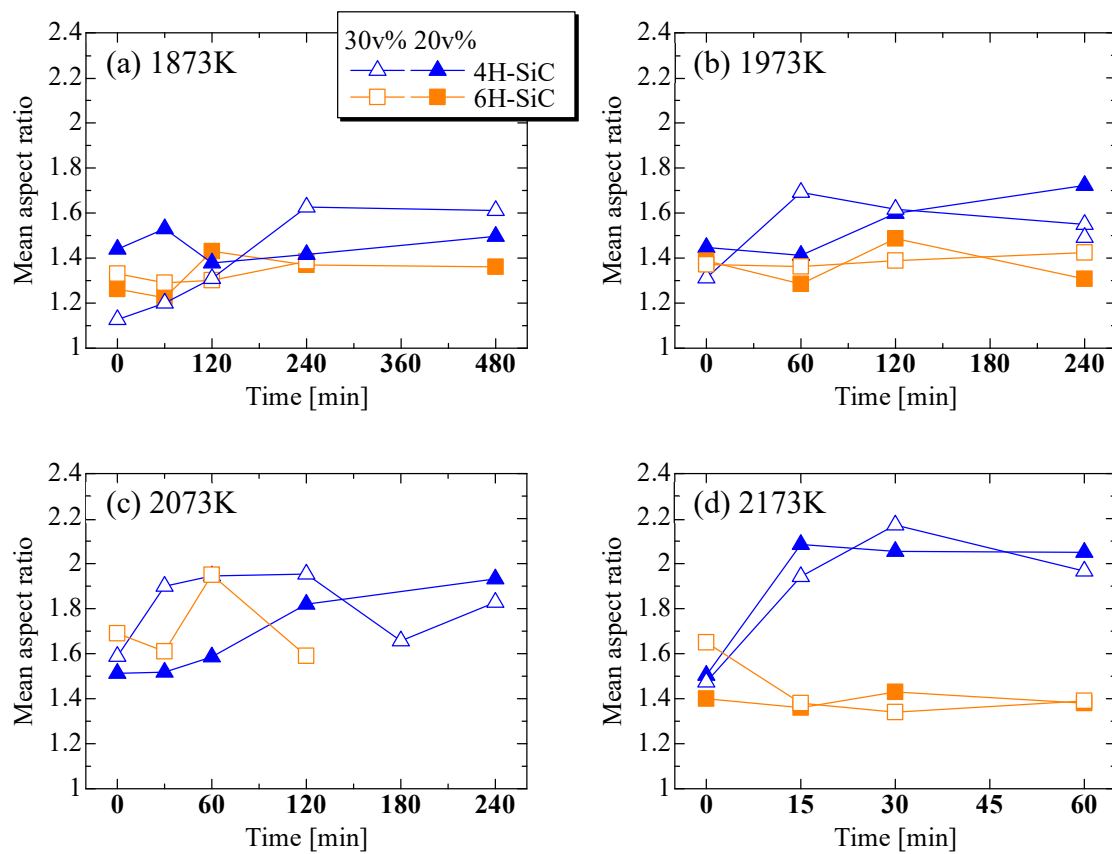 2.4
2.2
2
1.8
1.6
1.4
1.2
1
Mean aspect ratio
(a) 1873K
30v% 20v%
4H-SiC
6H-SiC
0 120 240 360 480
Time [min]
2.4
2.2
2
1.8
1.6
1.4
1.2
1
Mean aspect ratio
(b) 1973K
0 60 120 180 240
Time [min]
2.4
2.2
2
1.8
1.6
1.4
1.2
1
Mean aspect ratio
(c) 2073K
0 60 120 180 240
Time [min]
2.4
2.2
2
1.8
1.6
1.4
1.2
1
Mean aspect ratio
(d) 2173K
0 15 30 45 60
Time [min]